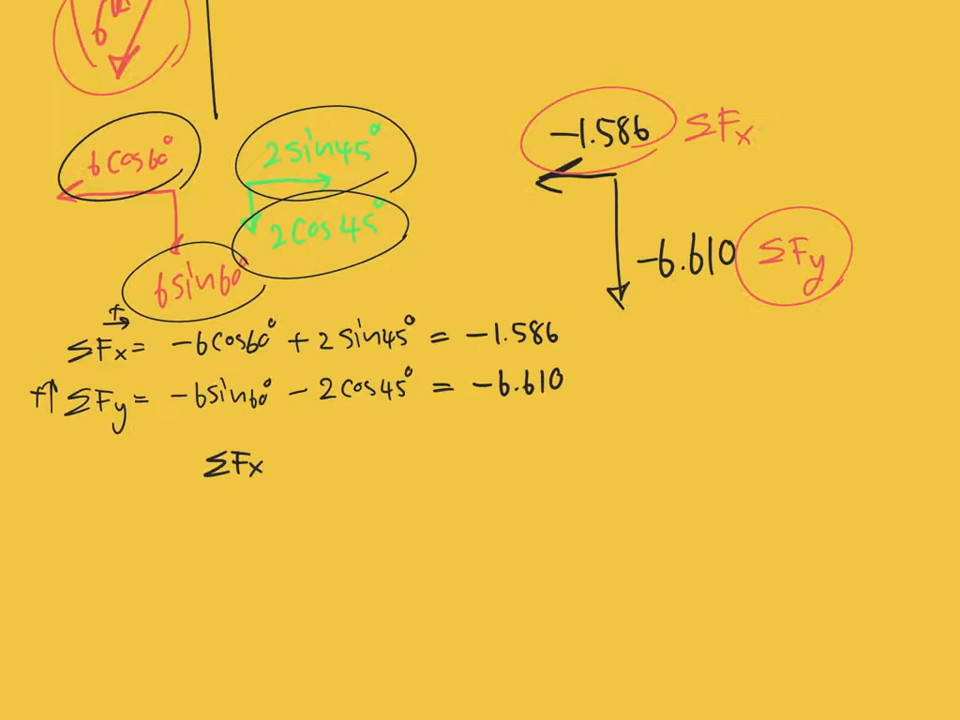 6
6cos60°
2sin45°
2cos45°
6sin60°
-1.586 ΣFx
-6.610 ΣFy
+→
ΣFx = -6cos60° + 2sin45° = -1.586
+↑ ΣFy = -6sin60° - 2cos45° = -6.610
ΣFx